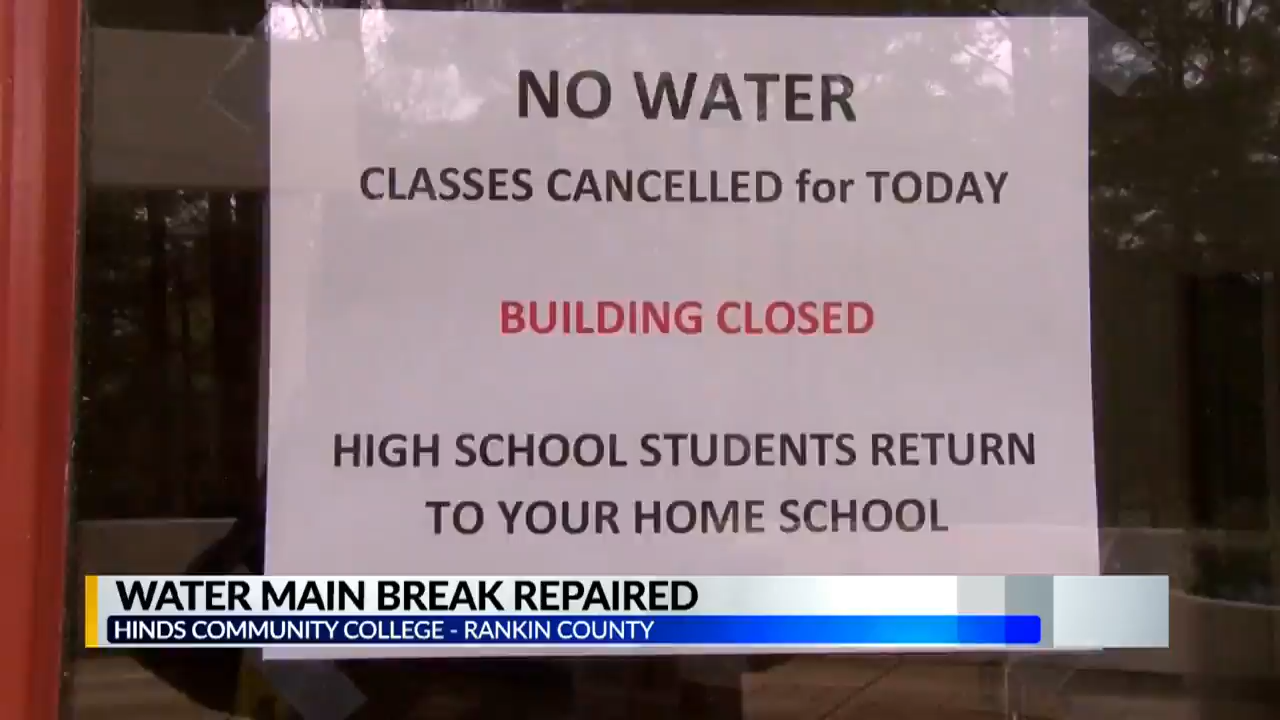 NO WATER
CLASSES CANCELLED for TODAY
BUILDING CLOSED
HIGH SCHOOL STUDENTS RETURN
TO YOUR HOME SCHOOL
WATER MAIN BREAK REPAIRED
HINDS COMMUNITY COLLEGE - RANKIN COUNTY